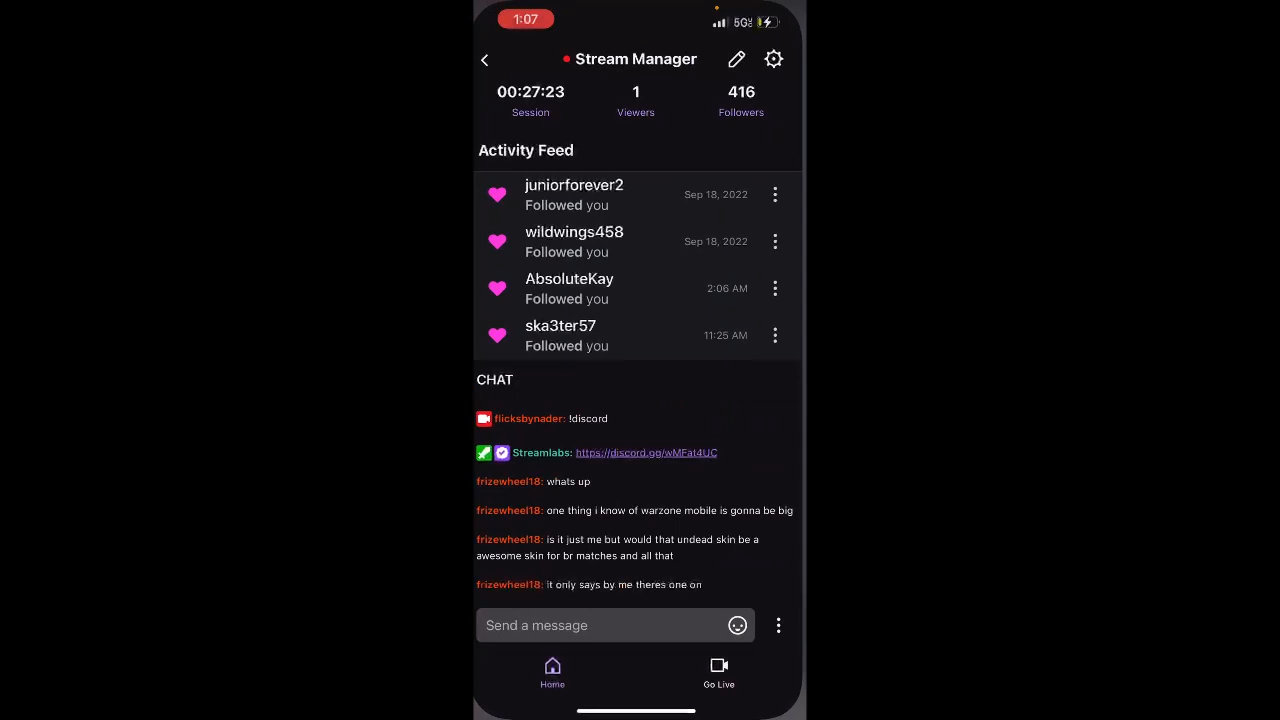 1:07
5G
Stream Manager
00:27:23 1 416
Session Viewers Followers
Activity Feed
juniorforever2
Followed you
Sep 18, 2022
wildwings458
Followed you
Sep 18, 2022
AbsoluteKay
Followed you
2:06 AM
ska3ter57
Followed you
11:25 AM
CHAT
flicksbynader: !discord
Streamlabs: https://discord.gg/wMFat4UC
frizewheel18: whats up
frizewheel18: one thing i know of warzone mobile is gonna be big
frizewheel18: is it just me but would that undead skin be a
awesome skin for br matches and all that
frizewheel18: it only says by me theres one on
Send a message
Home Go Live